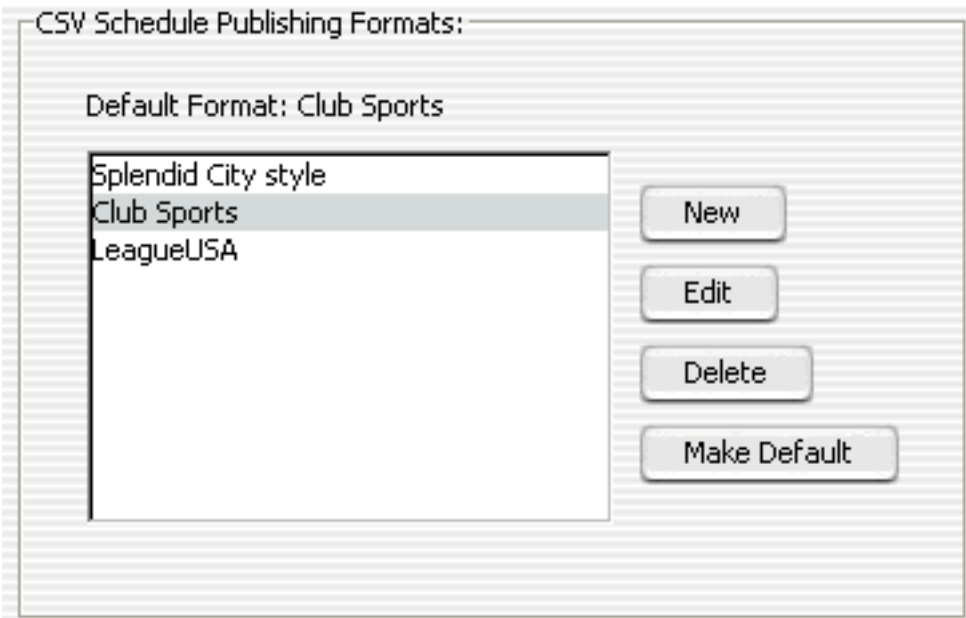 CSV Schedule Publishing Formats:
Default Format: Club Sports
Splendid City style
Club Sports
LeagueUSA
New
Edit
Delete
Make Default